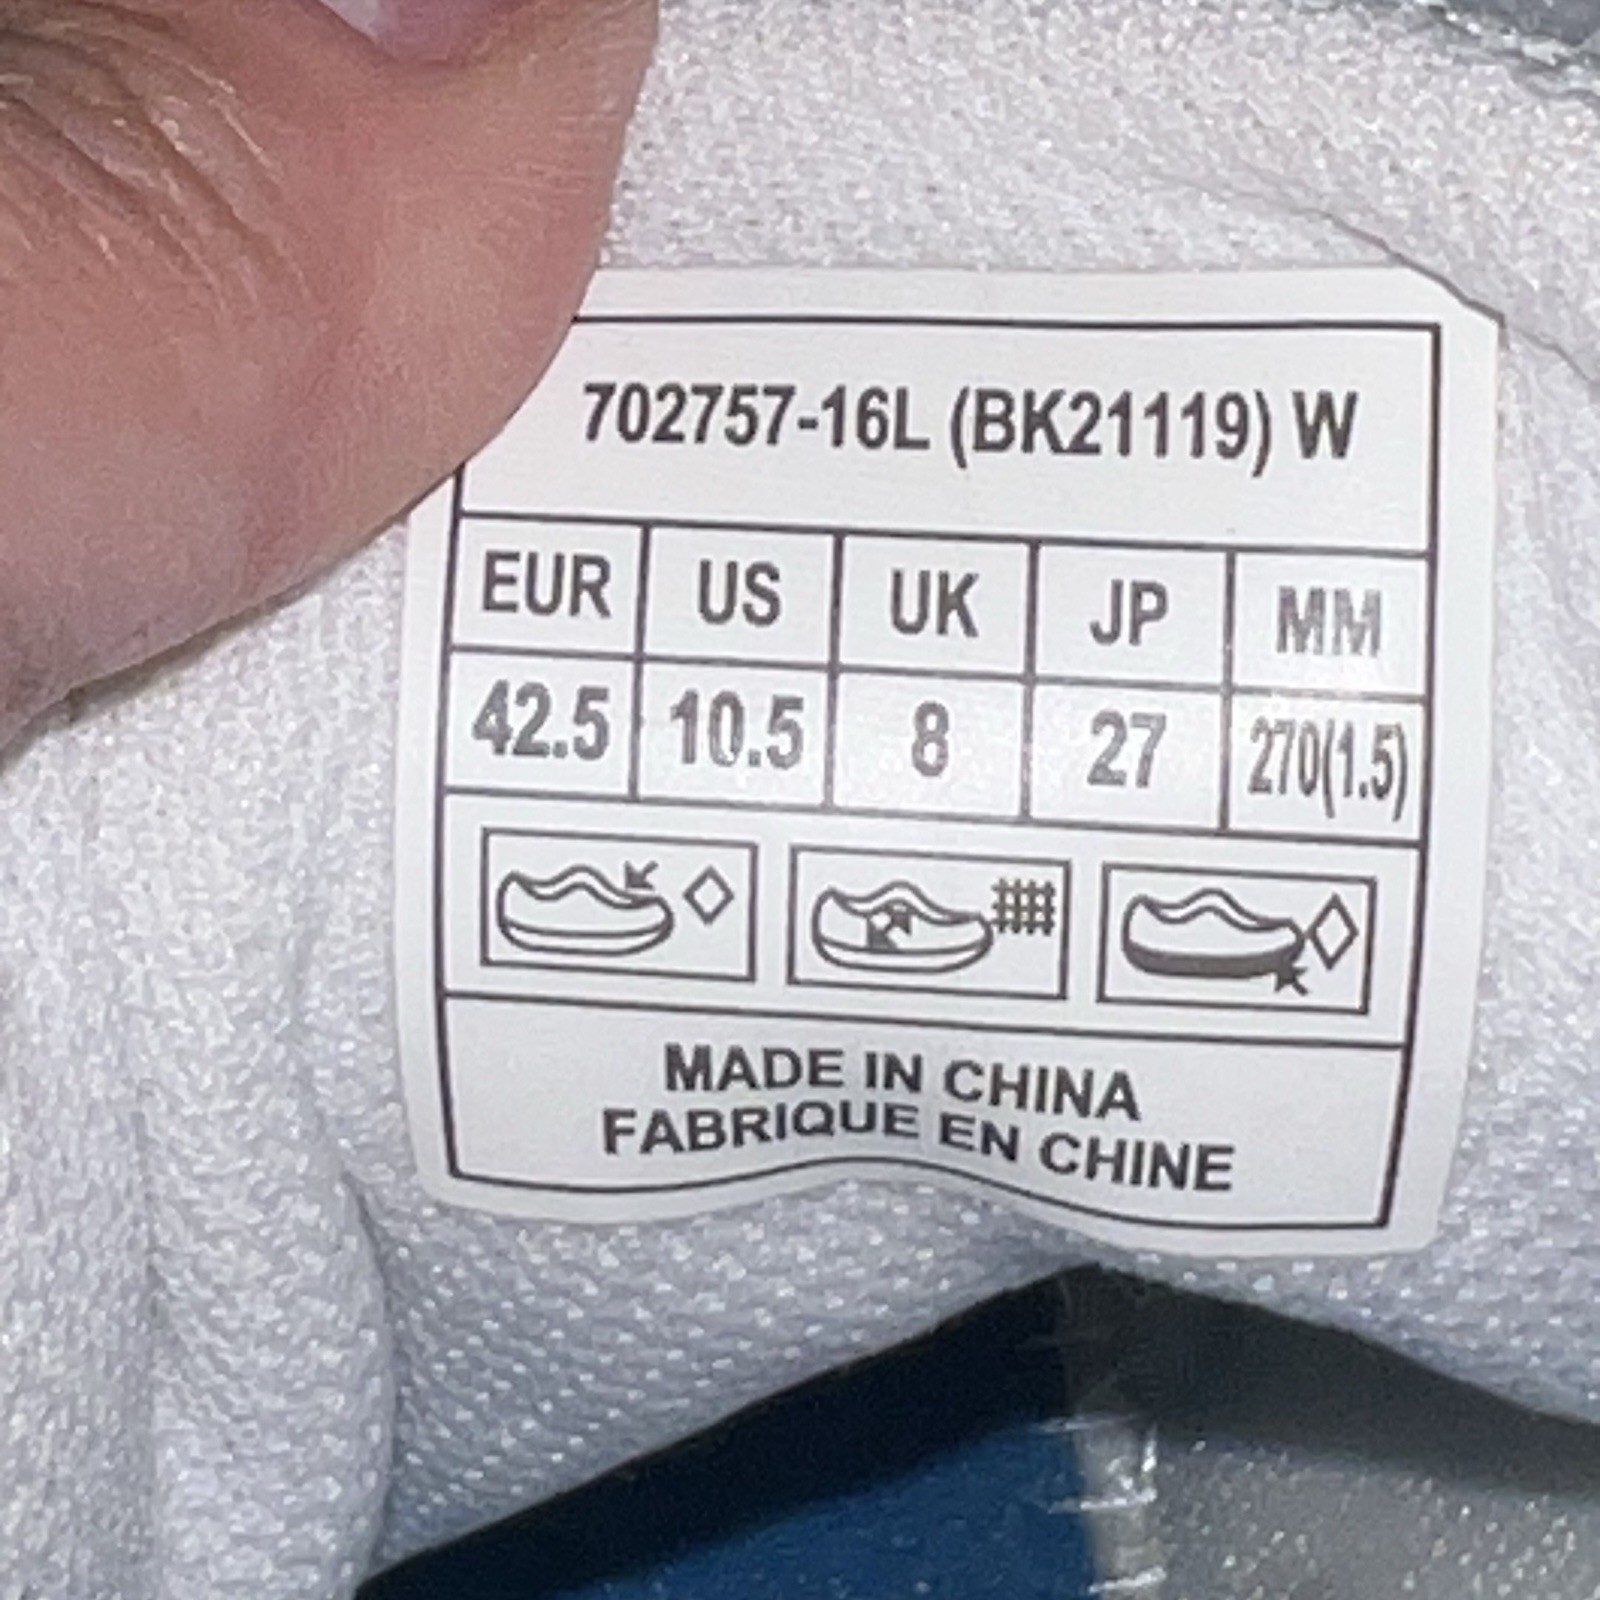 702757-16L (BK21119) W
EUR US UK JP MM
42.5 10.5 8 27 270(1.5)
MADE IN CHINA
FABRIQUE EN CHINE